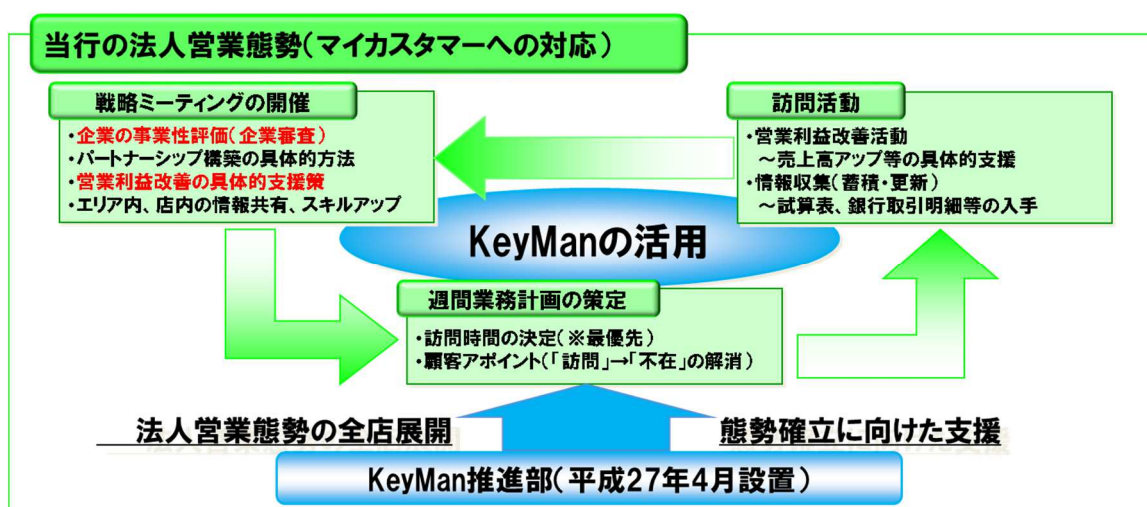 当行の法人営業態勢(マイカスタマーへの対応)
戦略ミーティングの開催
・企業の事業性評価(企業審査)
・パートナーシップ構築の具体的方法
・営業利益改善の具体的支援策
・エリア内、店内の情報共有、スキルアップ
訪問活動
・営業利益改善活動
～売上高アップ等の具体的支援
・情報収集(蓄積・更新)
～試算表、銀行取引明細等の入手
KeyManの活用
週間業務計画の策定
・訪問時間の決定(※最優先)
・顧客アポイント(「訪問」→「不在」の解消)
法人営業態勢の全店展開
態勢確立に向けた支援
KeyMan推進部(平成27年4月設置)